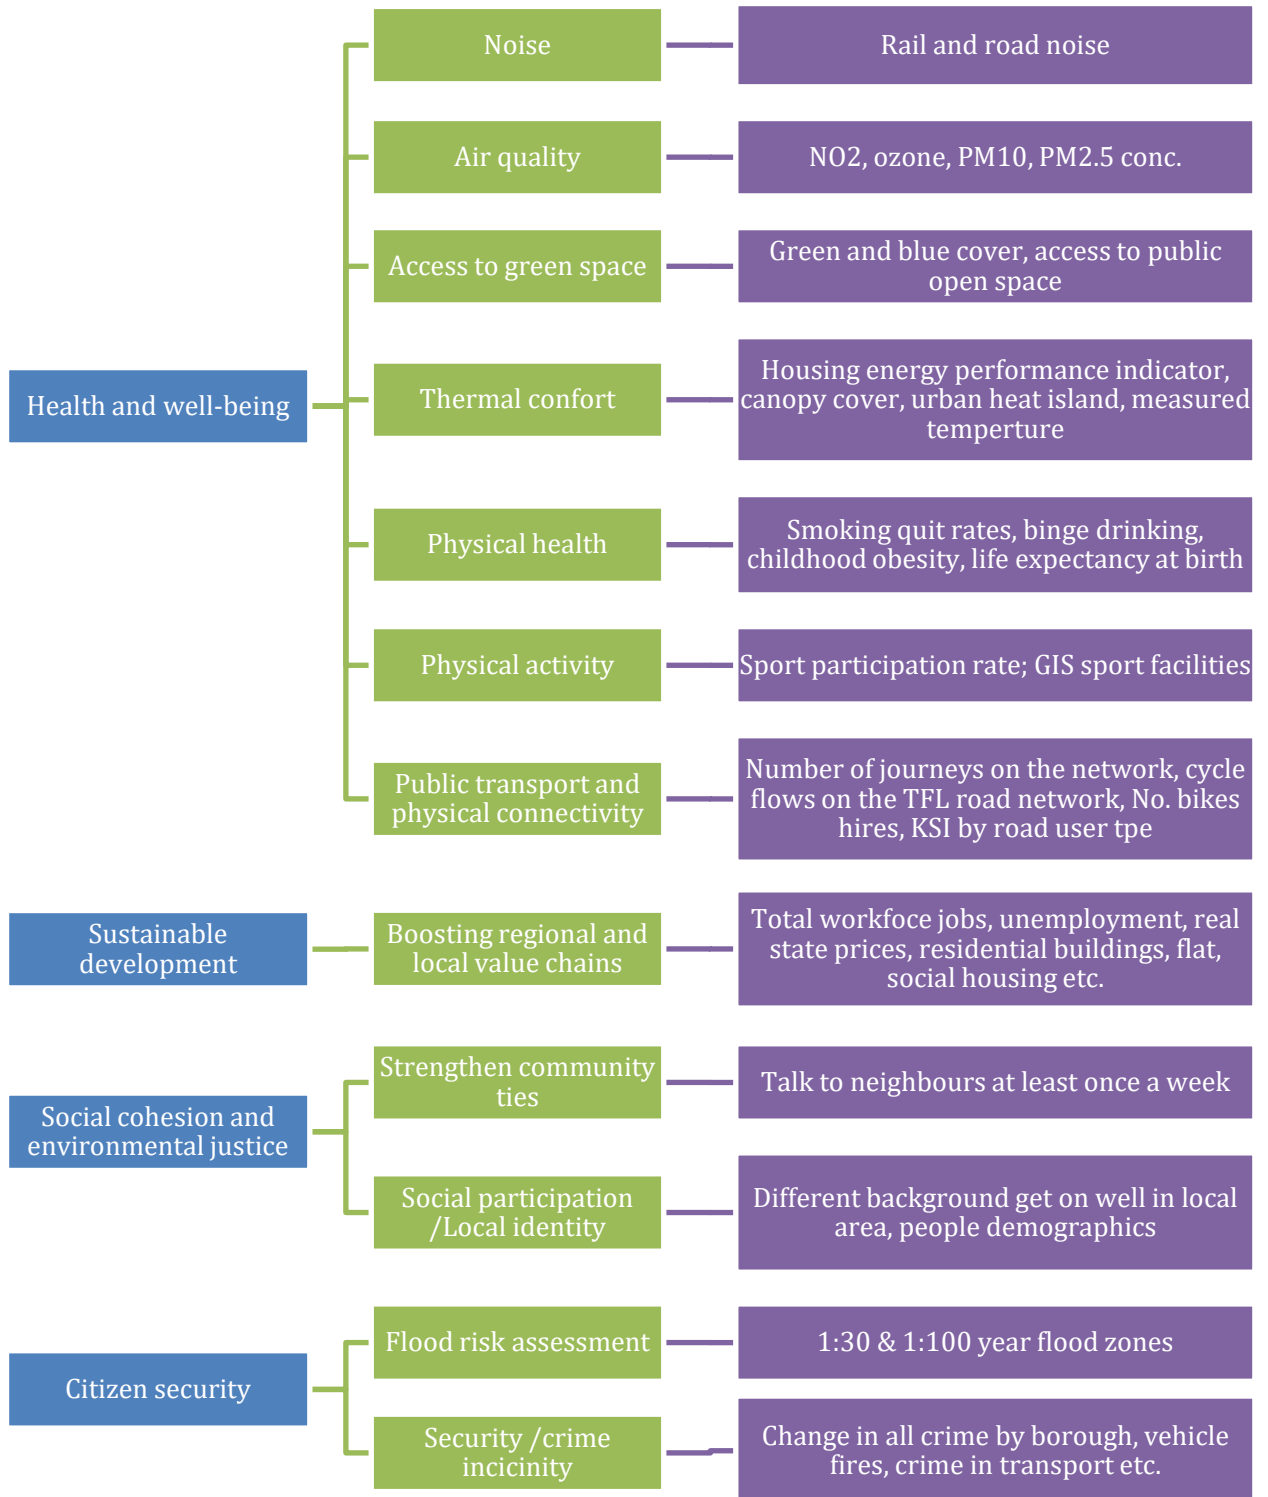 Noise
Rail and road noise
Air quality
NO2, ozone, PM10, PM2.5 conc.
Access to green space
Green and blue cover, access to public
open space
Health and well-being
Thermal confort
Housing energy performance indicator,
canopy cover, urban heat island, measured
temperture
Physical health
Smoking quit rates, binge drinking,
childhood obesity, life expectancy at birth
Physical activity
Sport participation rate; GIS sport facilities
Public transport and
physical connectivity
Number of journeys on the network, cycle
flows on the TFL road network, No. bikes
hires, KSI by road user tpe
Sustainable
development
Boosting regional and
local value chains
Total workfoce jobs, unemployment, real
state prices, residential buildings, flat,
social housing etc.
Social cohesion and
environmental justice
Strengthen community
ties
Talk to neighbours at least once a week
Social participation
/Local identity
Different background get on well in local
area, people demographics
Citizen security
Flood risk assessment
1:30 & 1:100 year flood zones
Security /crime
incicinity
Change in all crime by borough, vehicle
fires, crime in transport etc.